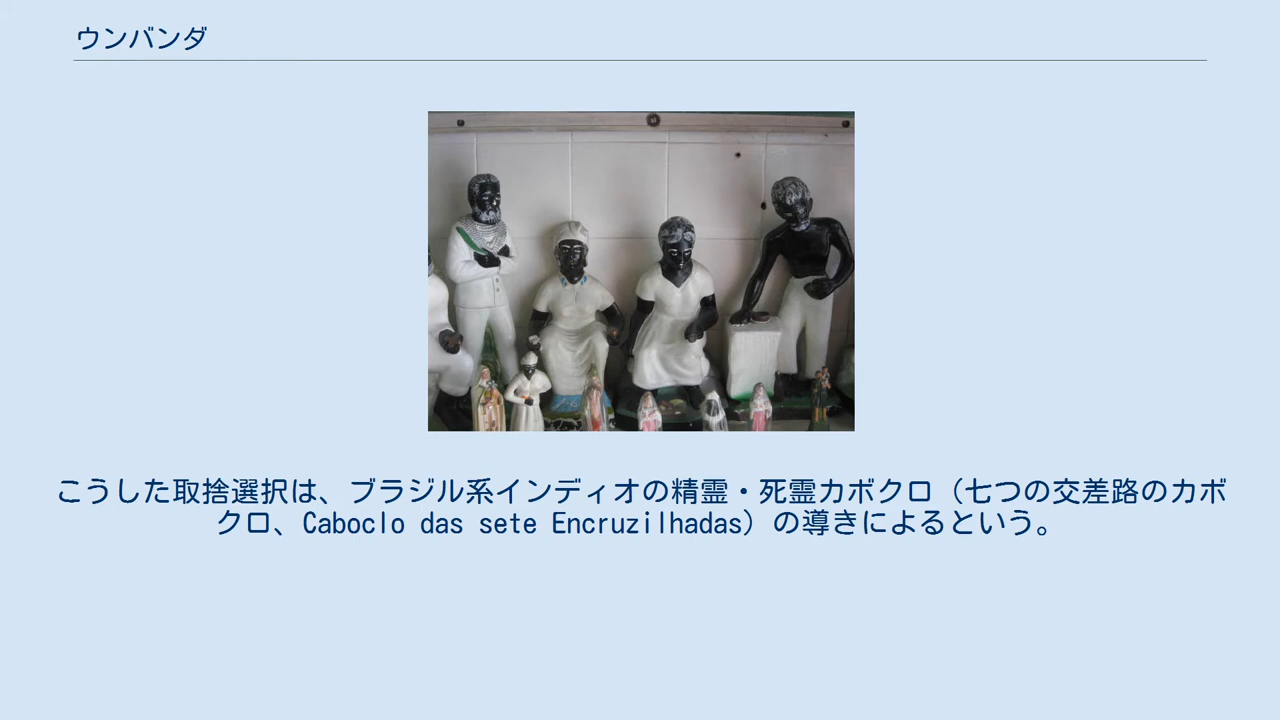 ウンバンダ
こうした取捨選択は、ブラジル系インディオの精霊・死霊カボクロ（七つの交差路のカボ
クロ、Caboclo das sete Encruzilhadas）の導きによるという。